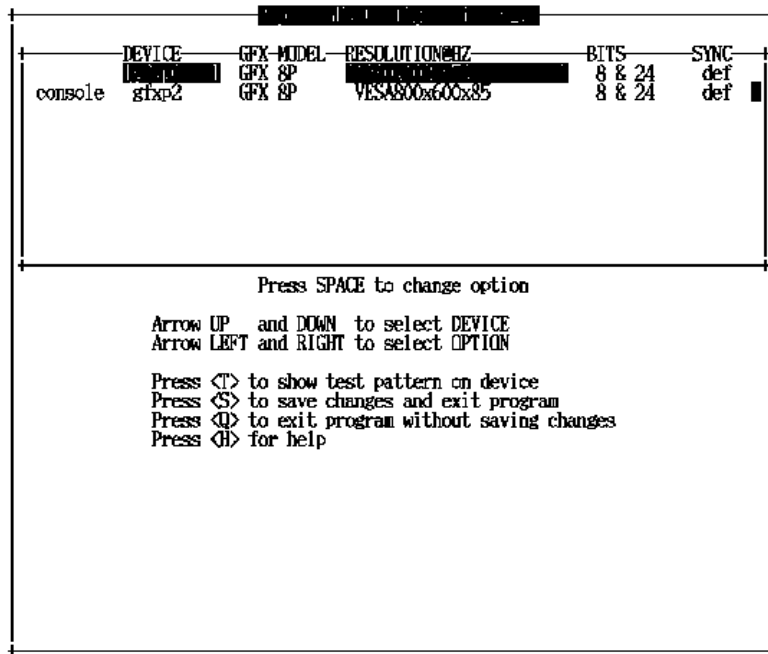 DEVICE GFX-MODEL RESOLUTION@HZ BITS SYNC
GFX 8P 8 & 24 def
console gfxp2 GFX 8P VESA800x600x85 8 & 24 def
Press SPACE to change option
Arrow UP and DOWN to select DEVICE
Arrow LEFT and RIGHT to select OPTION
Press <T> to show test pattern on device
Press <S> to save changes and exit program
Press <Q> to exit program without saving changes
Press <H> for help